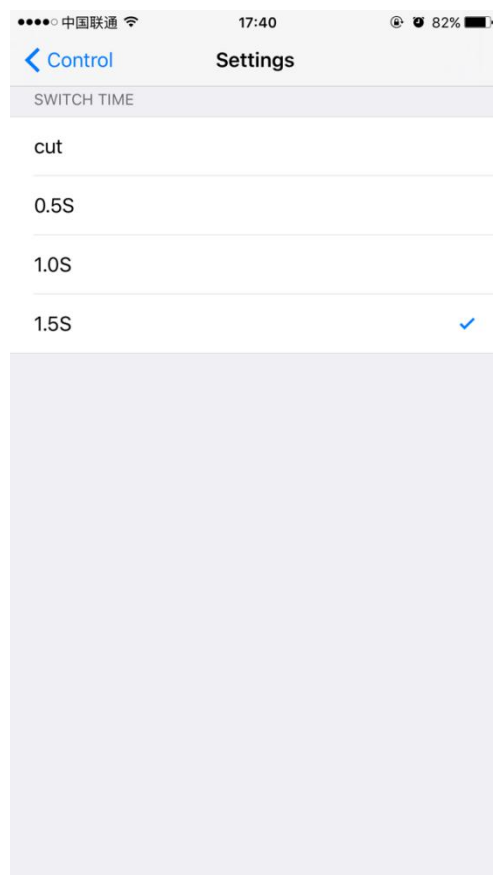 中国联通 17:40 82%
Control Settings
SWITCH TIME
cut
0.5S
1.0S
1.5S